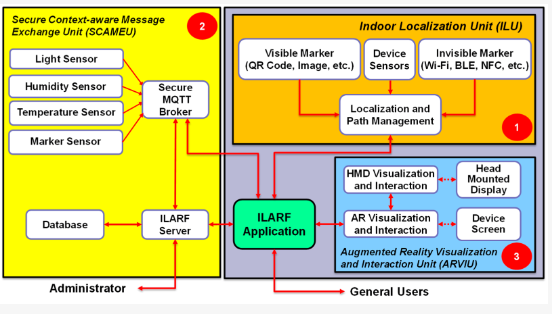 Secure Context-aware Message
Exchange Unit (SCAMEU)
2
Light Sensor
Humidity Sensor
Temperature Sensor
Marker Sensor
Secure
MQTT
Broker
Database
ILARF
Server
Administrator
Indoor Localization Unit (ILU)
Visible Marker
(QR Code, Image, etc.)
Device
Sensors
Invisible Marker
(Wi-Fi, BLE, NFC, etc.)
Localization and
Path Management
1
ILARF
Application
HMD Visualization
and Interaction
Head
Mounted
Display
AR Visualization
and Interaction
Device
Screen
Augmented Reality Visualization
and Interaction Unit (ARVIU)
3
General Users